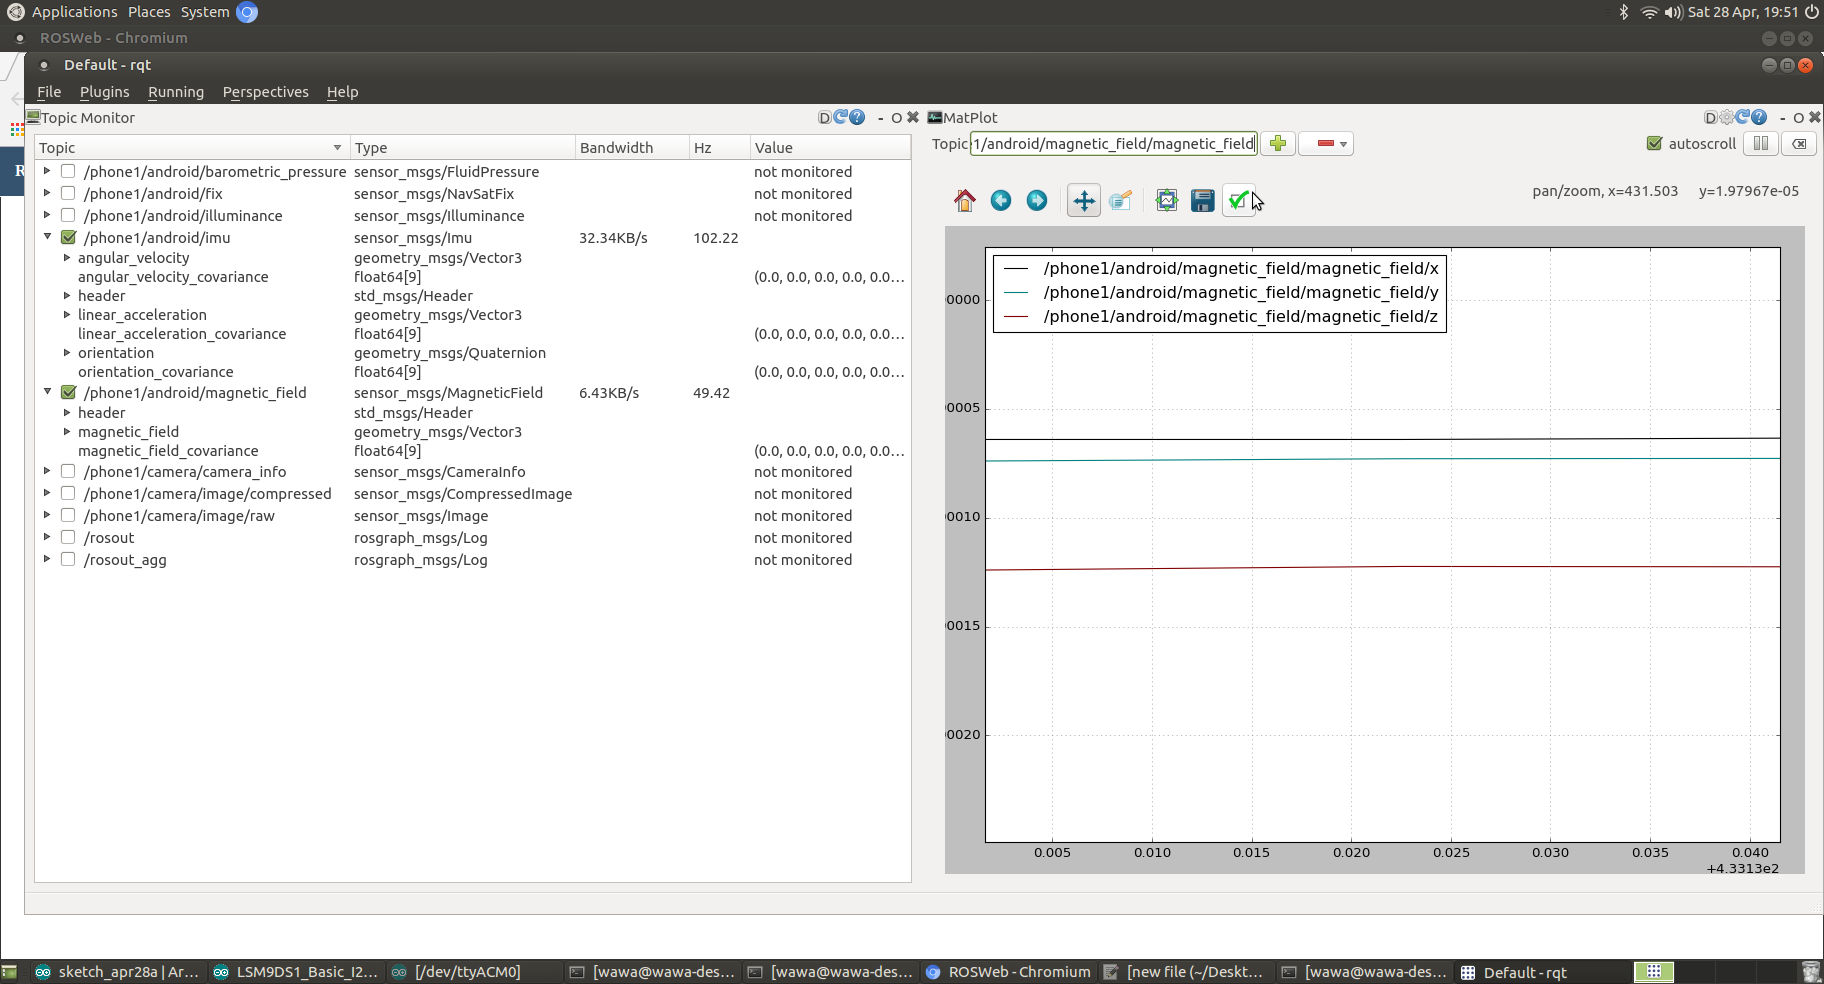 Applications Places System
Sat 28 Apr, 19:51
ROSWeb - Chromium
Default - rqt
File Plugins Running Perspectives Help
Topic Monitor
D ? - O
MatPlot
D ? - O
Topic Type Bandwidth Hz Value
/phone1/android/barometric_pressure sensor_msgs/FluidPressure not monitored
/phone1/android/fix sensor_msgs/NavSatFix not monitored
/phone1/android/illuminance sensor_msgs/Illuminance not monitored
/phone1/android/imu sensor_msgs/Imu 32.34KB/s 102.22
angular_velocity geometry_msgs/Vector3
angular_velocity_covariance float64[9] (0.0, 0.0, 0.0, 0.0, 0.0...
header std_msgs/Header
linear_acceleration geometry_msgs/Vector3
linear_acceleration_covariance float64[9] (0.0, 0.0, 0.0, 0.0, 0.0...
orientation geometry_msgs/Quaternion
orientation_covariance float64[9] (0.0, 0.0, 0.0, 0.0, 0.0...
/phone1/android/magnetic_field sensor_msgs/MagneticField 6.43KB/s 49.42
header std_msgs/Header
magnetic_field geometry_msgs/Vector3
magnetic_field_covariance float64[9] (0.0, 0.0, 0.0, 0.0, 0.0...
/phone1/camera/camera_info sensor_msgs/CameraInfo not monitored
/phone1/camera/image/compressed sensor_msgs/CompressedImage not monitored
/phone1/camera/image/raw sensor_msgs/Image not monitored
/rosout rosgraph_msgs/Log not monitored
/rosout_agg rosgraph_msgs/Log not monitored
Topic 1/android/magnetic_field/magnetic_field
autoscroll
pan/zoom, x=431.503 y=1.97967e-05
/phone1/android/magnetic_field/magnetic_field/x
/phone1/android/magnetic_field/magnetic_field/y
/phone1/android/magnetic_field/magnetic_field/z
0000
0005
0010
0015
0020
0.005 0.010 0.015 0.020 0.025 0.030 0.035 0.040
+4.3313e2
R
sketch_apr28a | Ar... LSM9DS1_Basic_I2... [/dev/ttyACM0] [wawa@wawa-des... [wawa@wawa-des... ROSWeb - Chromium [new file (~/Deskt... [wawa@wawa-des... Default - rqt